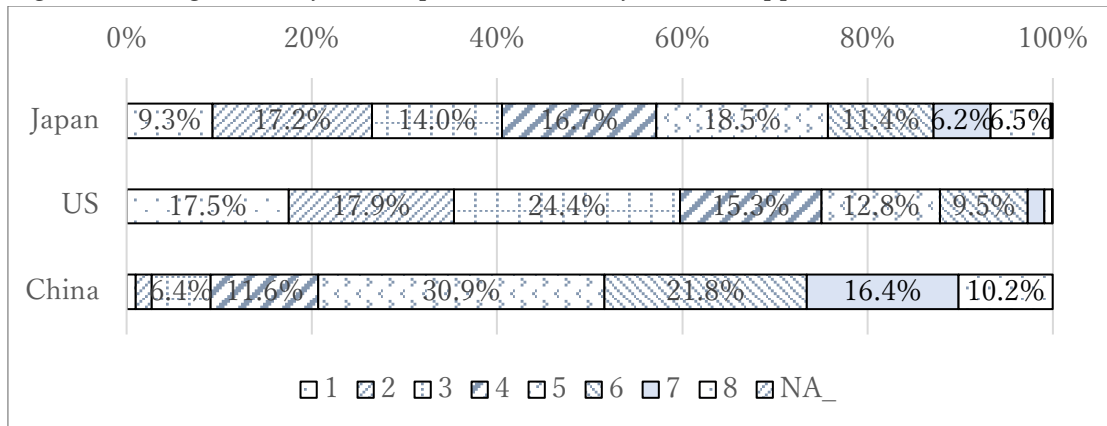 0% 20% 40% 60% 80% 100%
Japan 9.3% 17.2% 14.0% 16.7% 18.5% 11.4% 6.2% 6.5%
US 17.5% 17.9% 24.4% 15.3% 12.8% 9.5%
China 6.4% 11.6% 30.9% 21.8% 16.4% 10.2%
1 2 3 4 5 6 7 8 NA_